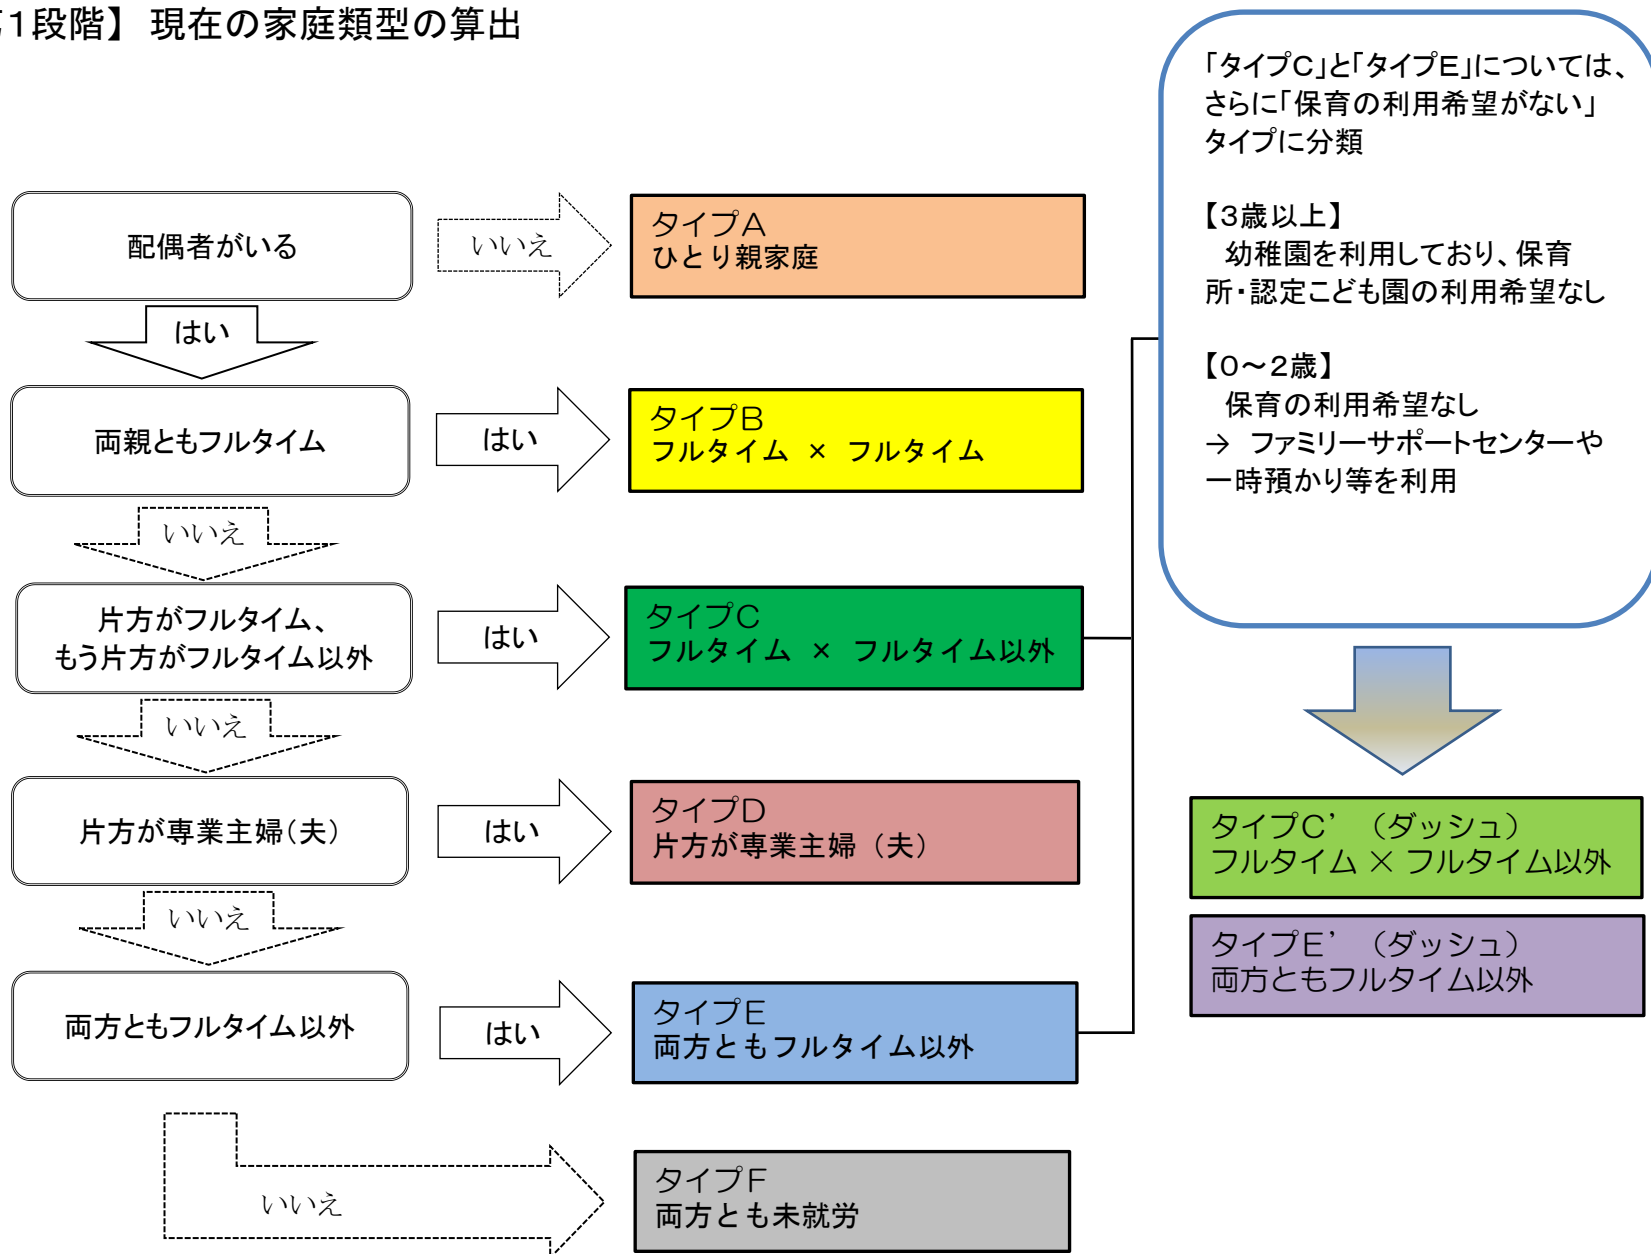 1段階】 現在の家庭類型の算出
「タイプC」と「タイプE」については、
さらに「保育の利用希望がない」
タイプに分類
【3歳以上】
幼稚園を利用しており、保育
所・認定こども園の利用希望なし
【0～2歳】
保育の利用希望なし
→ ファミリーサポートセンターや
一時預かり等を利用
配偶者がいる
いいえ
タイプA
ひとり親家庭
はい
両親ともフルタイム
はい
タイプB
フルタイム × フルタイム
いいえ
片方がフルタイム、
もう片方がフルタイム以外
はい
タイプC
フルタイム × フルタイム以外
いいえ
片方が専業主婦(夫)
はい
タイプD
片方が専業主婦（夫）
いいえ
両方ともフルタイム以外
はい
タイプE
両方ともフルタイム以外
いいえ
タイプF
両方とも未就労
タイプC’（ダッシュ）
フルタイム × フルタイム以外
タイプE’（ダッシュ）
両方ともフルタイム以外